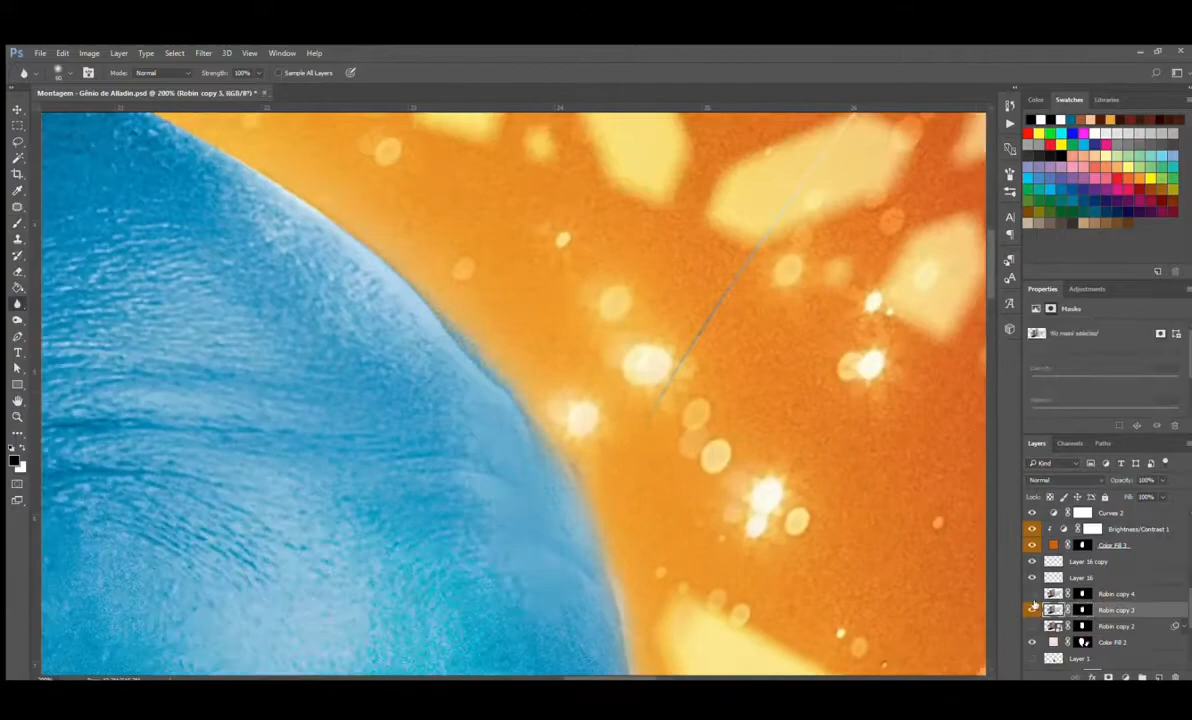 Ps File Edit Image Layer Type Select Filter 3D View Window Help
60 Mode: Normal Strength: 100% Sample All Layers
Montagem - Gênio de Alladin.psd @ 200% (Robin copy 3, RGB/8*) *
Color Swatches Libraries
Properties Adjustments
Masks
Layers Channels Paths
Kind
Normal Opacity: 100%
Lock: Fill: 100%
Curves 2
Brightness/Contrast 1
Color Fill 3
Layer 16 copy
Layer 16
Robin copy 4
Robin copy 3
Robin copy 2
Color Fill 2
Layer 1